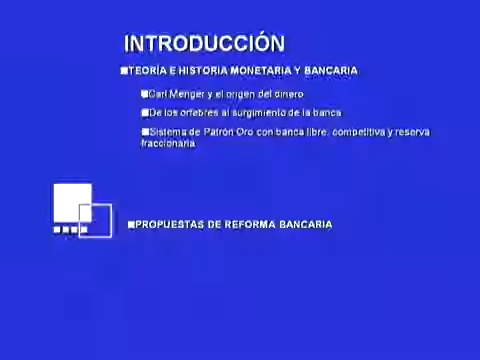 INTRODUCCIÓN
TEORÍA E HISTORIA MONETARIA Y BANCARIA
Carl Menger y el origen del dinero
De los orfebres al surgimiento de la banca
Sistema de Patrón Oro con banca libre, competitiva y reserva
fraccionaria
PROPUESTAS DE REFORMA BANCARIA